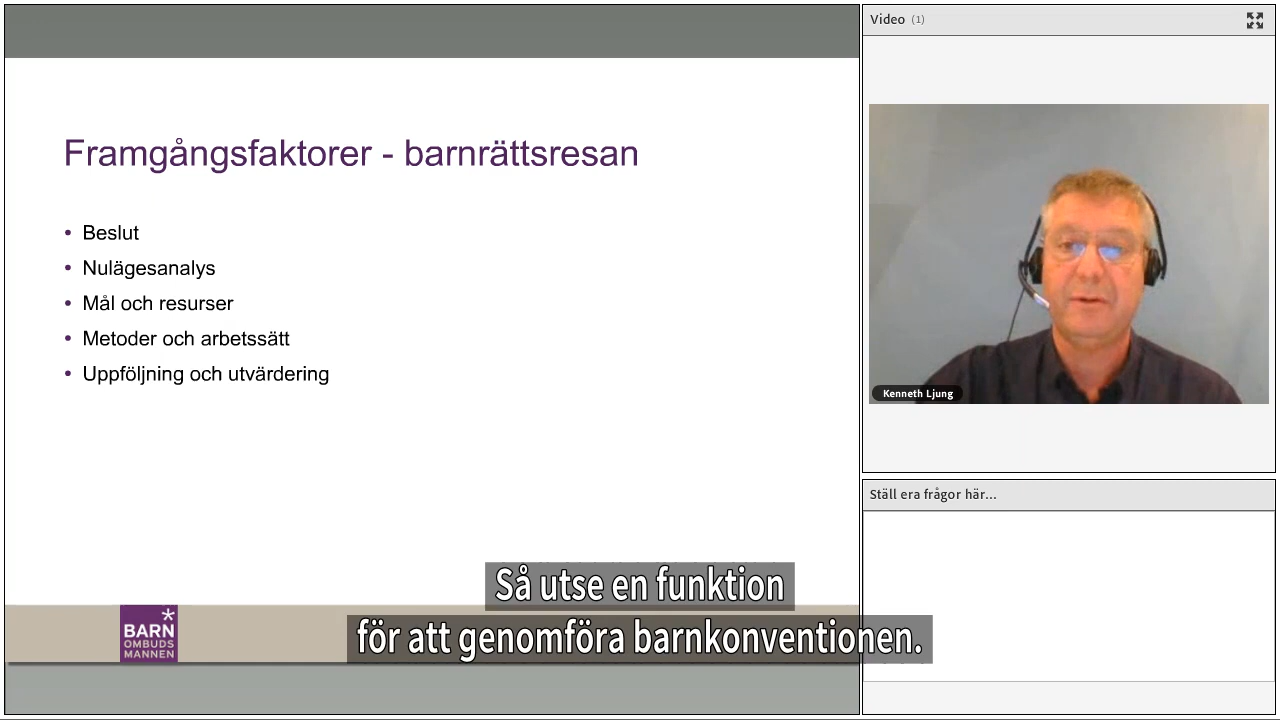 Framgångsfaktorer - barnrättsresan
• Beslut
• Nulägesanalys
• Mål och resurser
• Metoder och arbetssätt
• Uppföljning och utvärdering
BARN
OMBUDS
MANNEN
Video (1)
Kenneth Ljung
Ställ era frågor här...
Så utse en funktion
för att genomföra barnkonventionen.